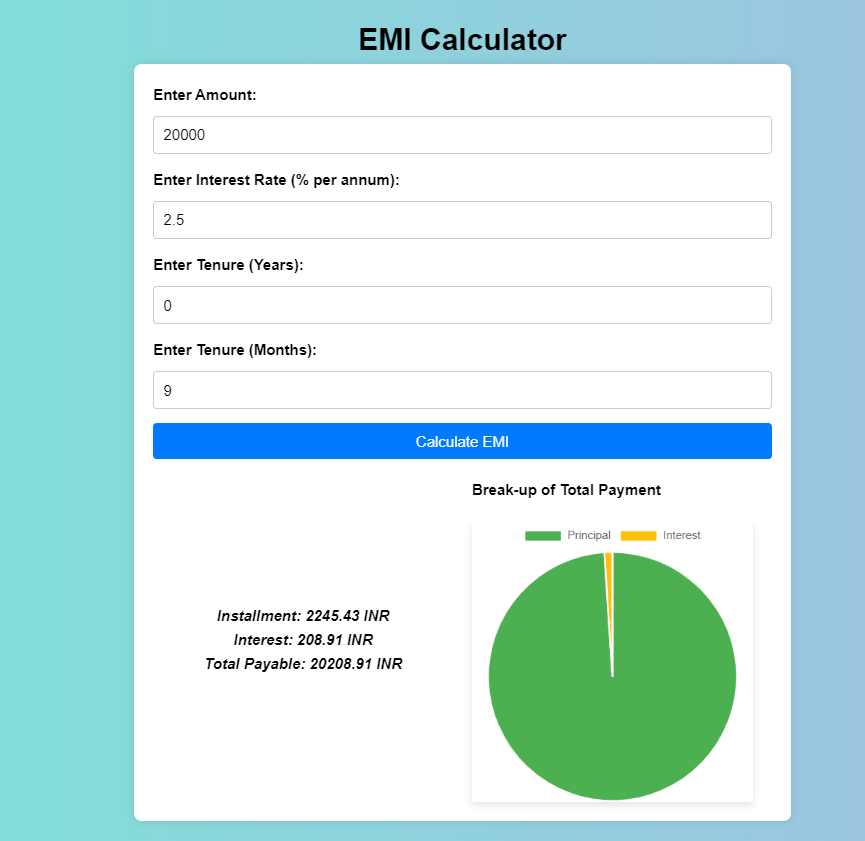 EMI Calculator
Enter Amount:
20000
Enter Interest Rate (% per annum):
2.5
Enter Tenure (Years):
0
Enter Tenure (Months):
9
Calculate EMI
Break-up of Total Payment
Principal Interest
Installment: 2245.43 INR
Interest: 208.91 INR
Total Payable: 20208.91 INR